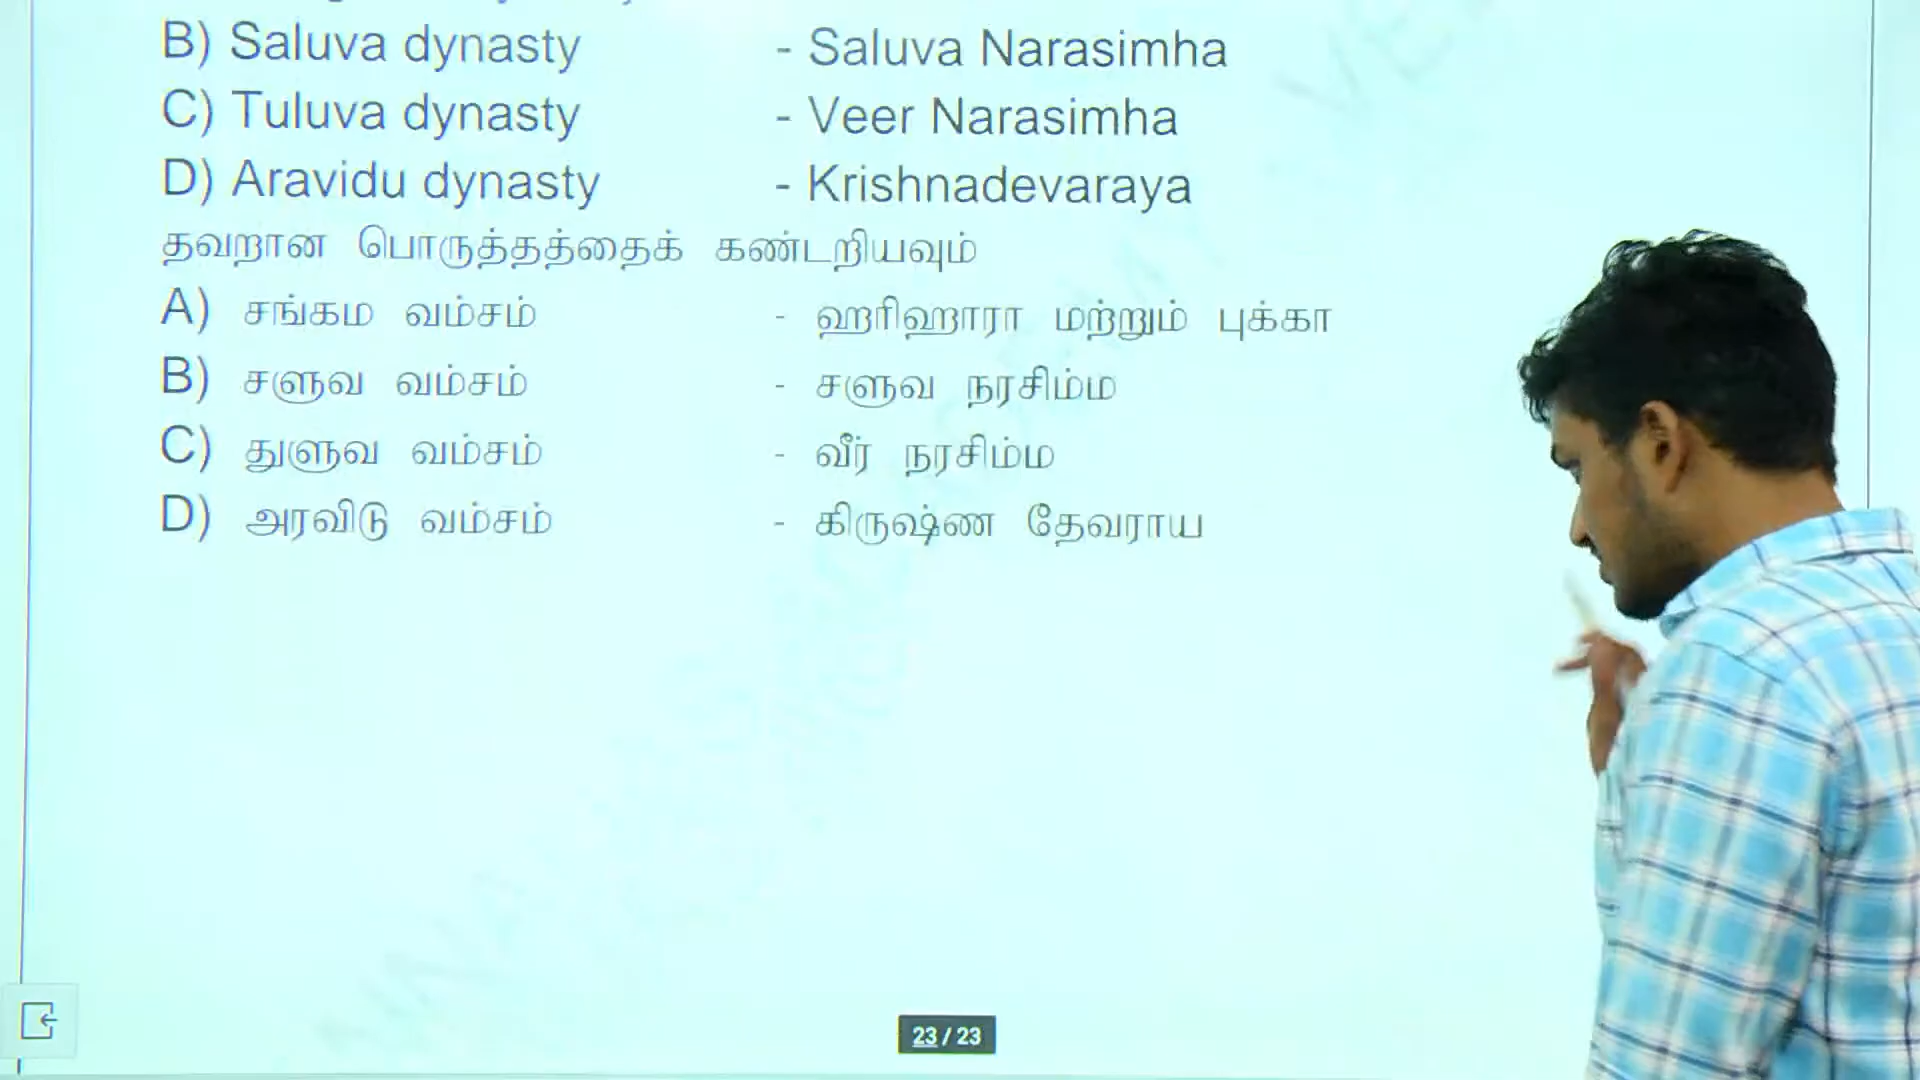 B) Saluva dynasty - Saluva Narasimha
C) Tuluva dynasty - Veer Narasimha
D) Aravidu dynasty - Krishnadevaraya
தவறான பொருத்தத்தைக் கண்டறியவும்
A) சங்கம வம்சம் - ஹரிஹாரா மற்றும் புக்கா
B) சளுவ வம்சம் - சளுவ நரசிம்ம
C) துளுவ வம்சம் - வீர் நரசிம்ம
D) அரவிடு வம்சம் - கிருஷ்ண தேவராய
23 / 23